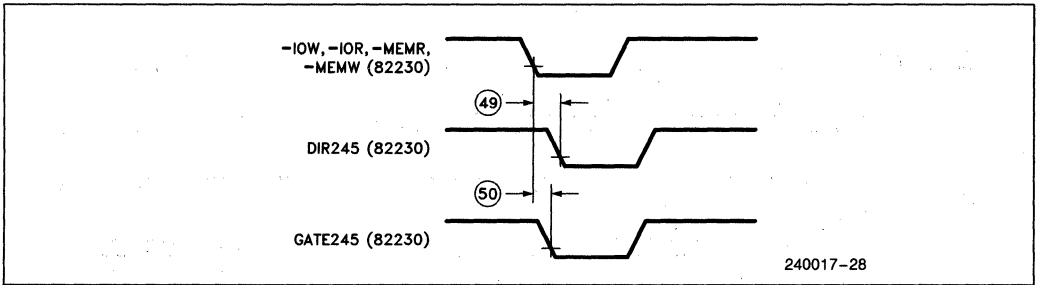 -IOW, -IOR, -MEMR,
-MEMW (82230)
49
DIR245 (82230)
50
GATE245 (82230)
240017-28